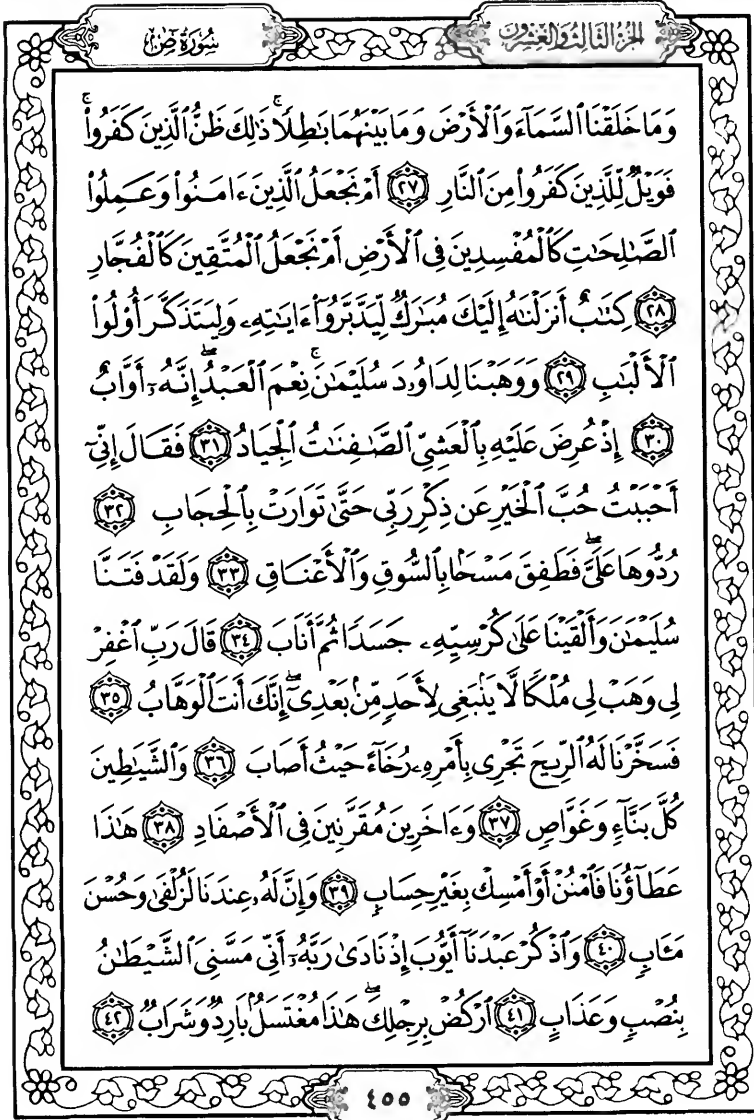 الجزء الثالث والعشرون
سُورَةُ صٓ
وَمَا خَلَقْنَا ٱلسَّمَآءَ وَٱلْأَرْضَ وَمَا بَيْنَهُمَا بَٰطِلًا ۚ ذَٰلِكَ ظَنُّ ٱلَّذِينَ كَفَرُوا۟ ۚ
فَوَيْلٌ لِّلَّذِينَ كَفَرُوا۟ مِنَ ٱلنَّارِ ٢٧ أَمْ نَجْعَلُ ٱلَّذِينَ ءَامَنُوا۟ وَعَمِلُوا۟
ٱلصَّٰلِحَٰتِ كَٱلْمُفْسِدِينَ فِى ٱلْأَرْضِ أَمْ نَجْعَلُ ٱلْمُتَّقِينَ كَٱلْفُجَّارِ
٢٨ كِتَٰبٌ أَنزَلْنَٰهُ إِلَيْكَ مُبَٰرَكٌ لِّيَدَّبَّرُوٓا۟ ءَايَٰتِهِۦ وَلِيَتَذَكَّرَ أُو۟لُوا۟
ٱلْأَلْبَٰبِ ٢٩ وَوَهَبْنَا لِدَاوُۥدَ سُلَيْمَٰنَ ۚ نِعْمَ ٱلْعَبْدُ ۖ إِنَّهُۥٓ أَوَّابٌ
٣٠ إِذْ عُرِضَ عَلَيْهِ بِٱلْعَشِىِّ ٱلصَّٰفِنَٰتُ ٱلْجِيَادُ ٣١ فَقَالَ إِنِّىٓ
أَحْبَبْتُ حُبَّ ٱلْخَيْرِ عَن ذِكْرِ رَبِّى حَتَّىٰ تَوَارَتْ بِٱلْحِجَابِ ٣٢
رُدُّوهَا عَلَىَّ ۖ فَطَفِقَ مَسْحًۢا بِٱلسُّوقِ وَٱلْأَعْنَاقِ ٣٣ وَلَقَدْ فَتَنَّا
سُلَيْمَٰنَ وَأَلْقَيْنَا عَلَىٰ كُرْسِيِّهِۦ جَسَدًا ثُمَّ أَنَابَ ٣٤ قَالَ رَبِّ ٱغْفِرْ
لِى وَهَبْ لِى مُلْكًا لَّا يَنۢبَغِى لِأَحَدٍ مِّنۢ بَعْدِىٓ ۖ إِنَّكَ أَنتَ ٱلْوَهَّابُ ٣٥
فَسَخَّرْنَا لَهُ ٱلرِّيحَ تَجْرِى بِأَمْرِهِۦ رُخَآءً حَيْثُ أَصَابَ ٣٦ وَٱلشَّيَٰطِينَ
كُلَّ بَنَّآءٍ وَغَوَّاصٍ ٣٧ وَءَاخَرِينَ مُقَرَّنِينَ فِى ٱلْأَصْفَادِ ٣٨ هَٰذَا
عَطَآؤُنَا فَٱمْنُنْ أَوْ أَمْسِكْ بِغَيْرِ حِسَابٍ ٣٩ وَإِنَّ لَهُۥ عِندَنَا لَزُلْفَىٰ وَحُسْنَ
مَـَٔابٍ ٤٠ وَٱذْكُرْ عَبْدَنَآ أَيُّوبَ إِذْ نَادَىٰ رَبَّهُۥٓ أَنِّى مَسَّنِىَ ٱلشَّيْطَٰنُ
بِنُصْبٍ وَعَذَابٍ ٤١ ٱرْكُضْ بِرِجْلِكَ ۖ هَٰذَا مُغْتَسَلٌۢ بَارِدٌ وَشَرَابٌ ٤٢
٤٥٥